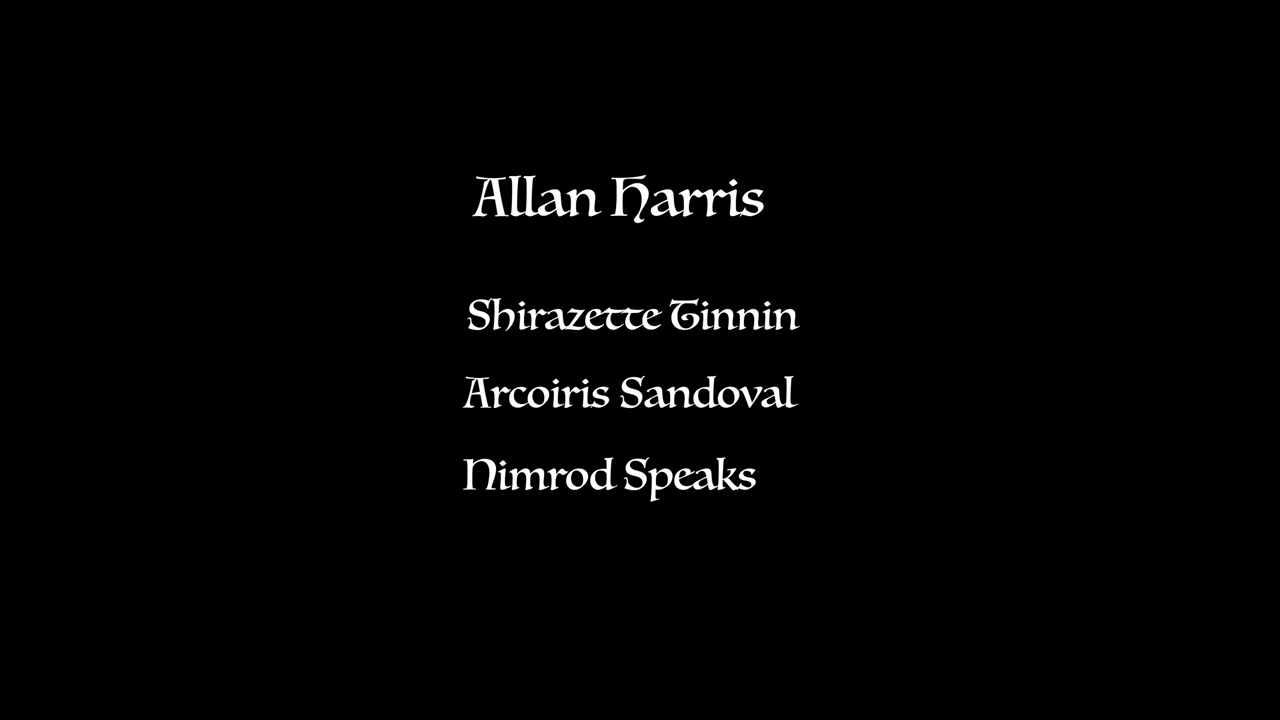 Allan Harris
Shirazette Tinnin
Arcoiris Sandoval
Nimrod Speaks